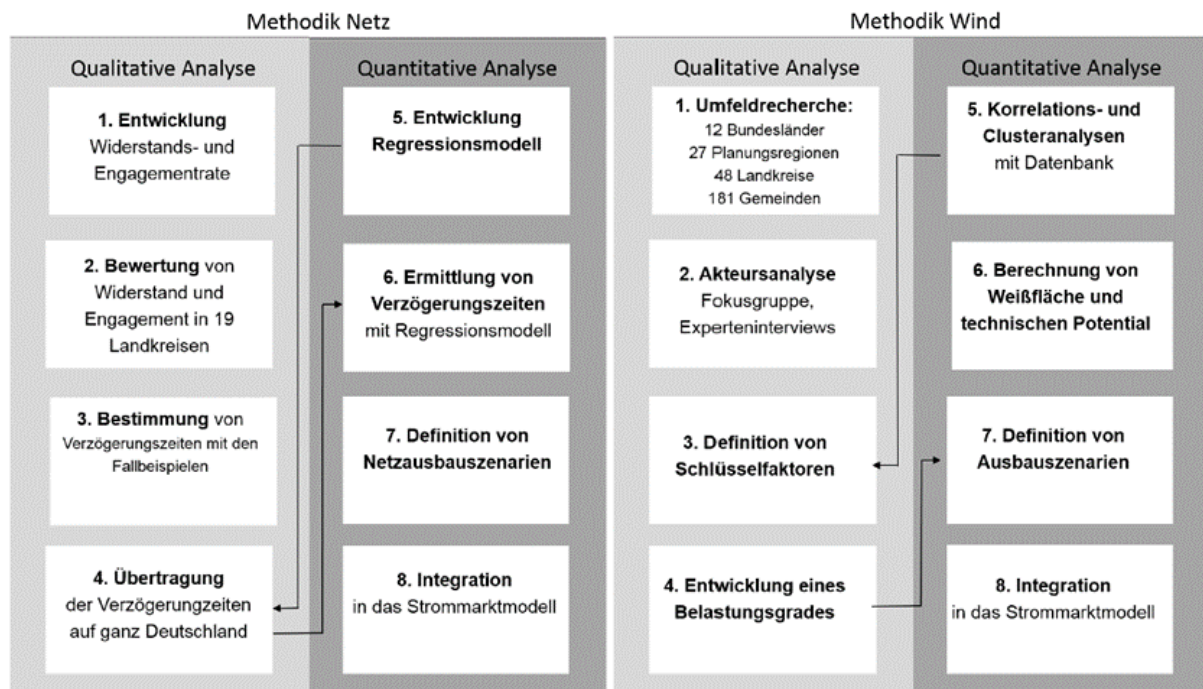 Methodik Netz
Qualitative Analyse
1. Entwicklung
Widerstands- und
Engagementrate
2. Bewertung von
Widerstand und
Engagement in 19
Landkreisen
3. Bestimmung von
Verzögerungszeiten mit den
Fallbeispielen
4. Übertragung
der Verzögerungzeiten
auf ganz Deutschland
Quantitative Analyse
5. Entwicklung
Regressionsmodell
6. Ermittlung von
Verzögerungszeiten
mit Regressionsmodell
7. Definition von
Netzausbauszenarien
8. Integration
in das Strommarktmodell
Methodik Wind
Qualitative Analyse
1. Umfeldrecherche:
12 Bundesländer
27 Planungsregionen
48 Landkreise
181 Gemeinden
2. Akteursanalyse
Fokusgruppe,
Experteninterviews
3. Definition von
Schlüsselfaktoren
4. Entwicklung eines
Belastungsgrades
Quantitative Analyse
5. Korrelations- und
Clusteranalysen
mit Datenbank
6. Berechnung von
Weißfläche und
technischen Potential
7. Definition von
Ausbauszenarien
8. Integration
in das Strommarktmodell